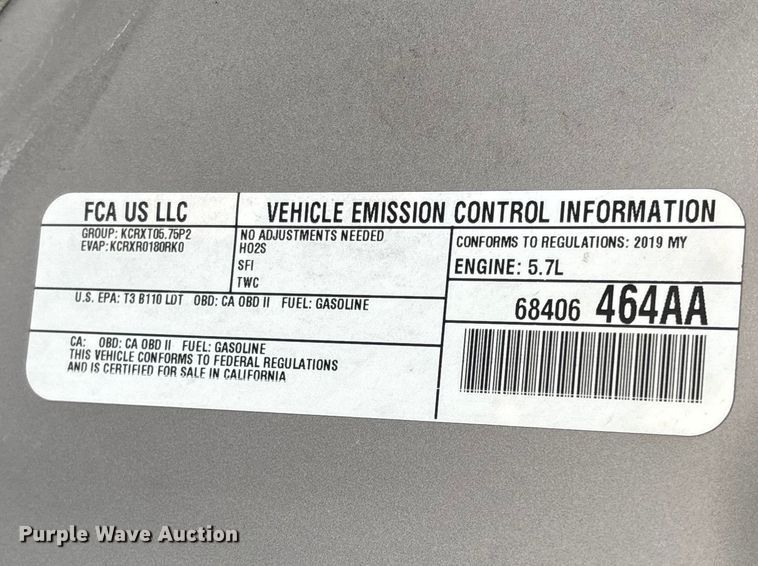 FCA US LLC
VEHICLE EMISSION CONTROL INFORMATION
GROUP: KCRXT05.75P2
EVAP: KCRXR0180RK0
NO ADJUSTMENTS NEEDED
HO2S
SFI
TWC
CONFORMS TO REGULATIONS: 2019 MY
ENGINE: 5.7L
U.S. EPA: T3 B110 LDT OBD: CA OBD II FUEL: GASOLINE
68406 464AA
CA: OBD: CA OBD II FUEL: GASOLINE
THIS VEHICLE CONFORMS TO FEDERAL REGULATIONS
AND IS CERTIFIED FOR SALE IN CALIFORNIA
Purple Wave Auction